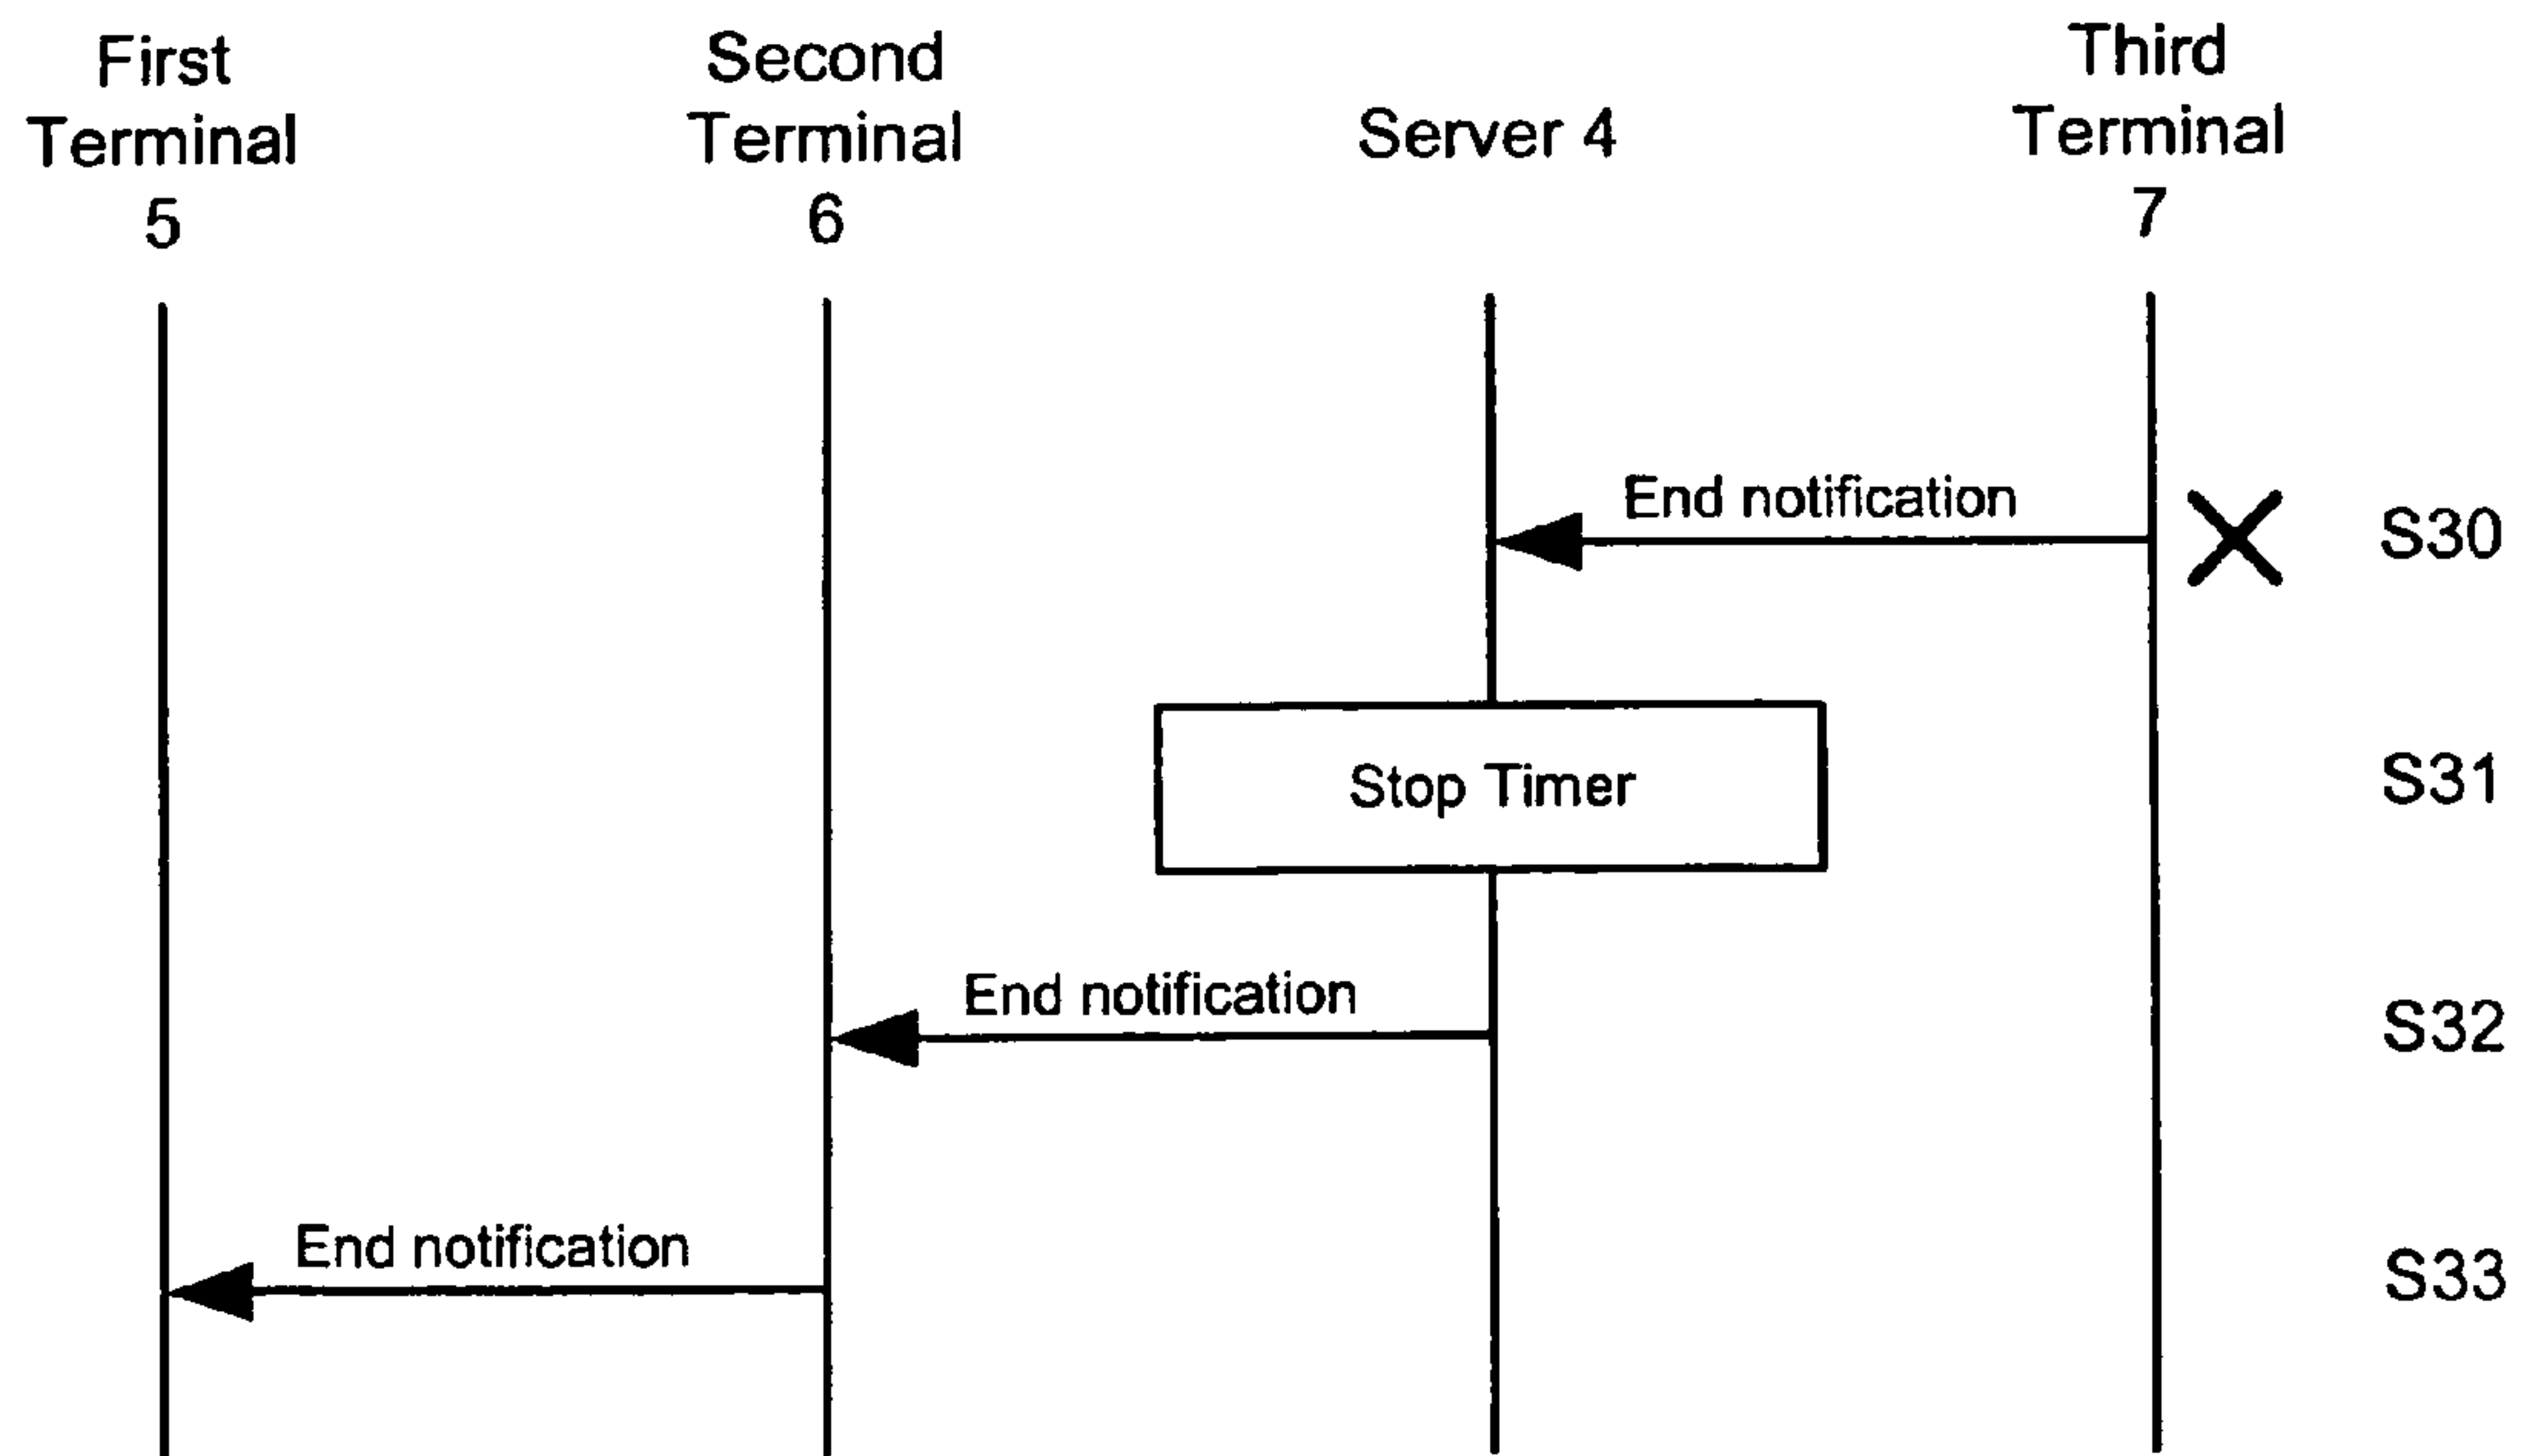 First
Terminal
5
Second
Terminal
6
Server 4
Third
Terminal
7
End notification
S30
Stop Timer
S31
End notification
S32
End notification
S33